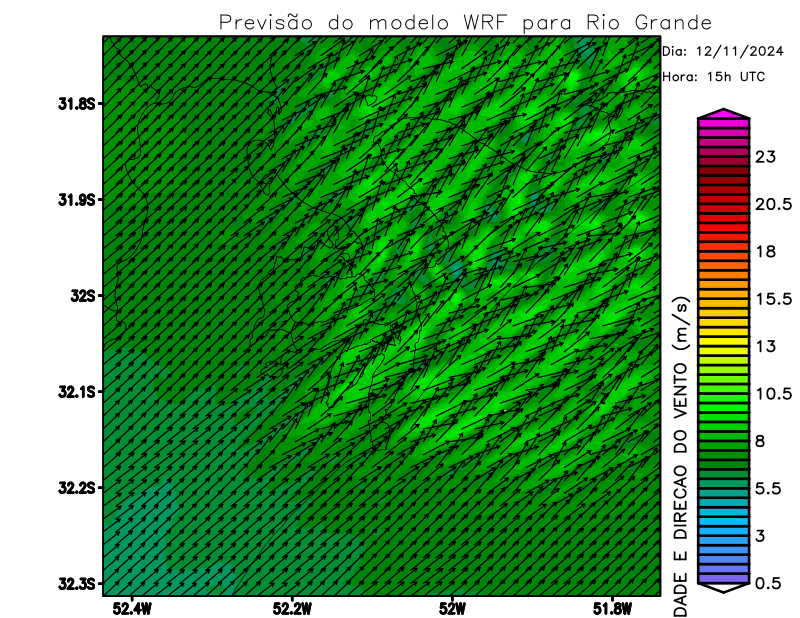 Previsão do modelo WRF para Rio Grande
Dia: 12/11/2024
Hora: 15h UTC
31.8S
31.9S
32S
32.1S
32.2S
32.3S
52.4W
52.2W
52W
51.8W
DADE E DIRECAO DO VENTO (m/s)
23
20.5
18
15.5
13
10.5
8
5.5
3
0.5